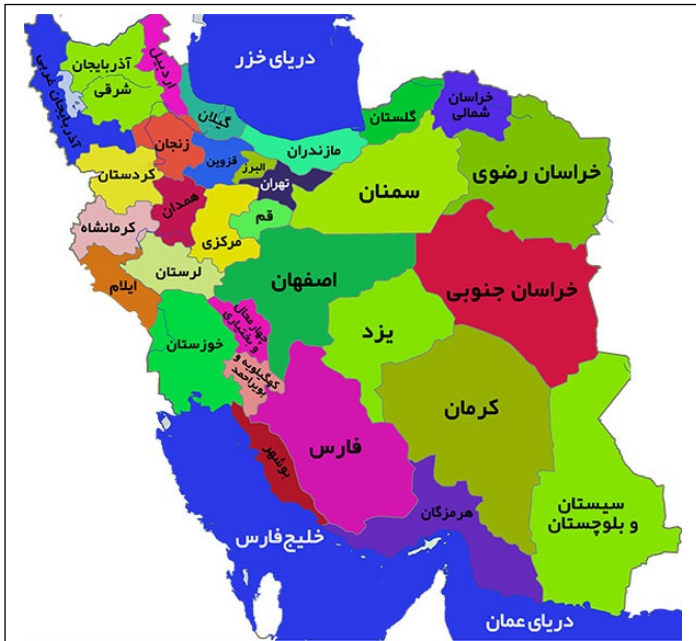 دریای خزر
آذربایجان
شرقی
اردبیل
آذربایجان غربی
گیلان
گلستان
خراسان
شمالی
مازندران
زنجان
قزوین
البرز
تهران
خراسان رضوی
کردستان
سمنان
همدان
قم
مرکزی
کرمانشاه
لرستان
ایلام
اصفهان
خراسان جنوبی
چهارمحال
و بختیاری
خوزستان
یزد
کهگیلویه و
بویراحمد
کرمان
فارس
بوشهر
هرمزگان
سیستان
و بلوچستان
خلیج فارس
دریای عمان